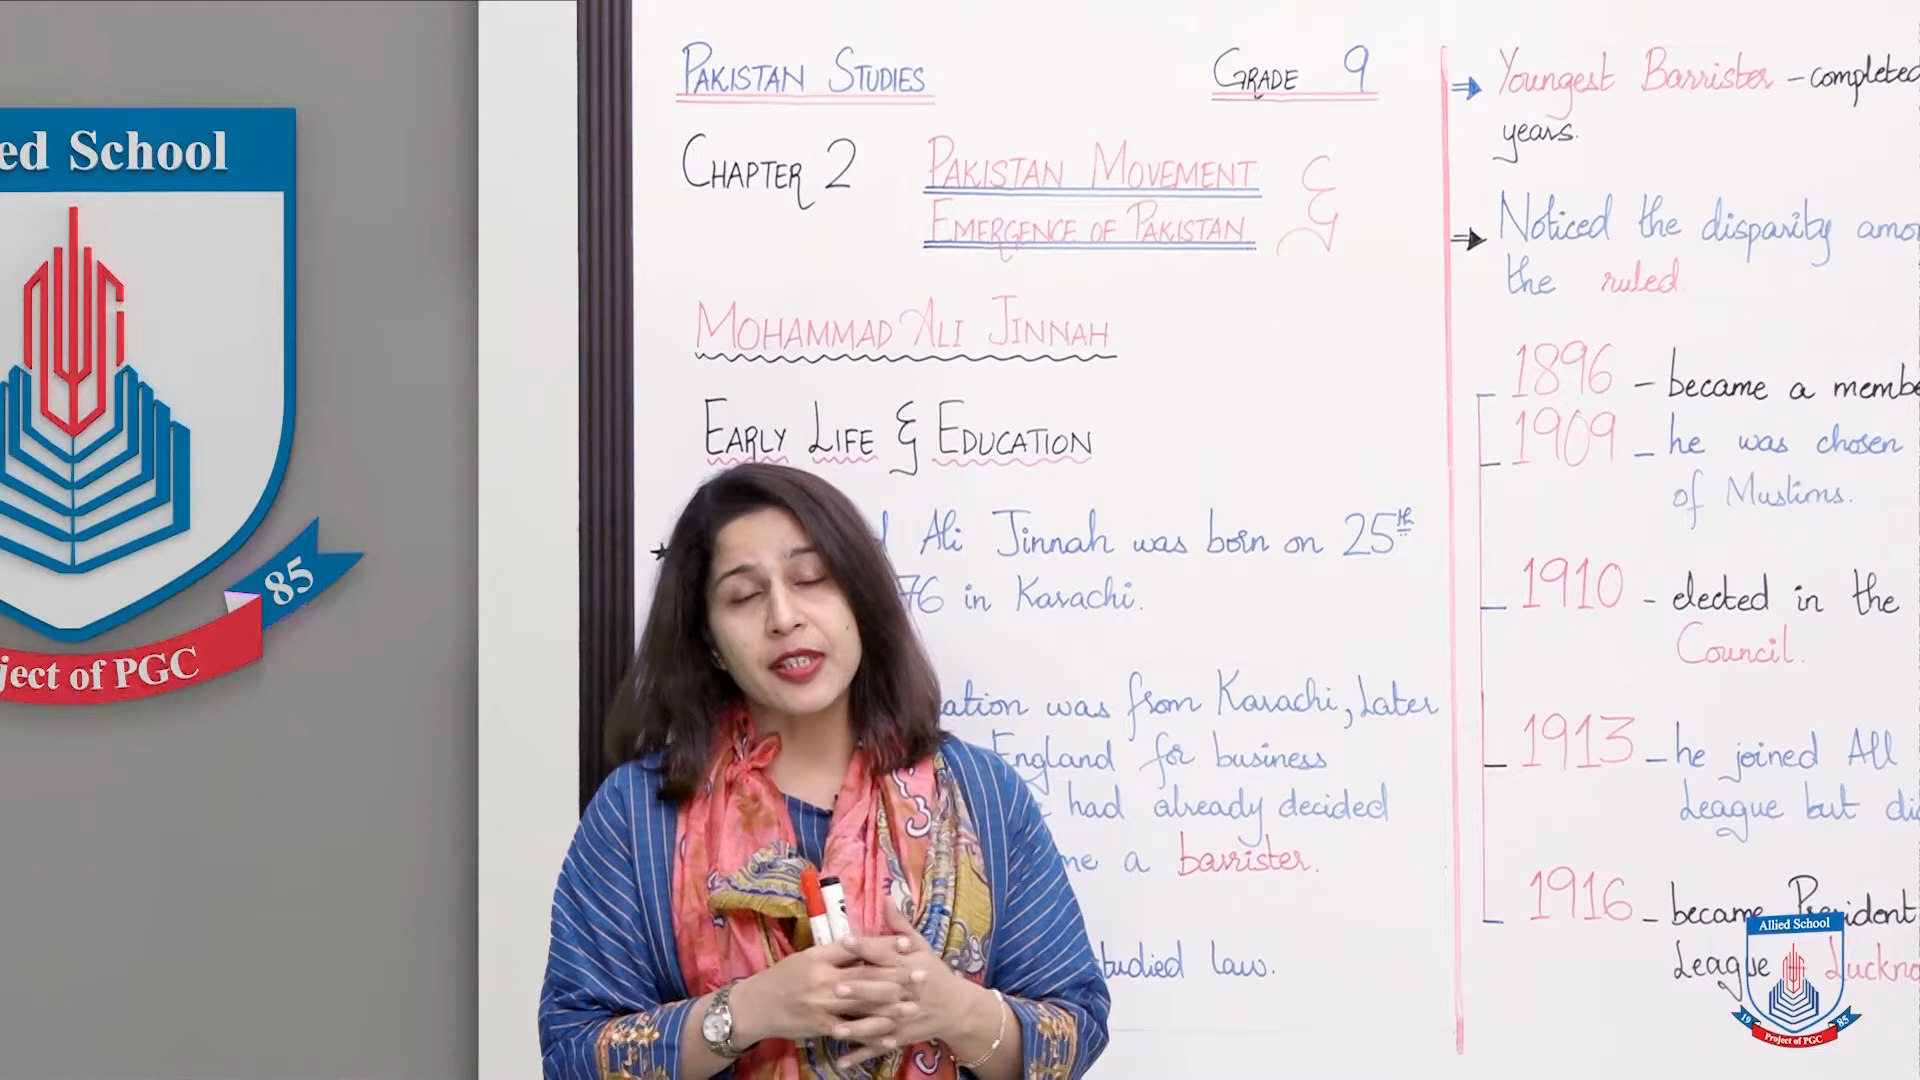 ed School
85
ject of PGC
PAKISTAN STUDIES
GRADE 9
CHAPTER 2
PAKISTAN MOVEMENT &
EMERGENCE OF PAKISTAN
MOHAMMAD ALI JINNAH
EARLY LIFE & EDUCATION
Ali Jinnah was born on 25th
76 in Karachi.
ation was from Karachi, Later
England for business
had already decided
me a barrister.
studied law.
Youngest Barrister - completed
years.
Noticed the disparity amo
the ruled.
1896 - became a membe
1909 - he was chosen
of Muslims.
1910 - elected in the
Council.
1913 - he joined All
League but di
1916 - became President
League Luckno
Allied School
19 85
Project of PGC